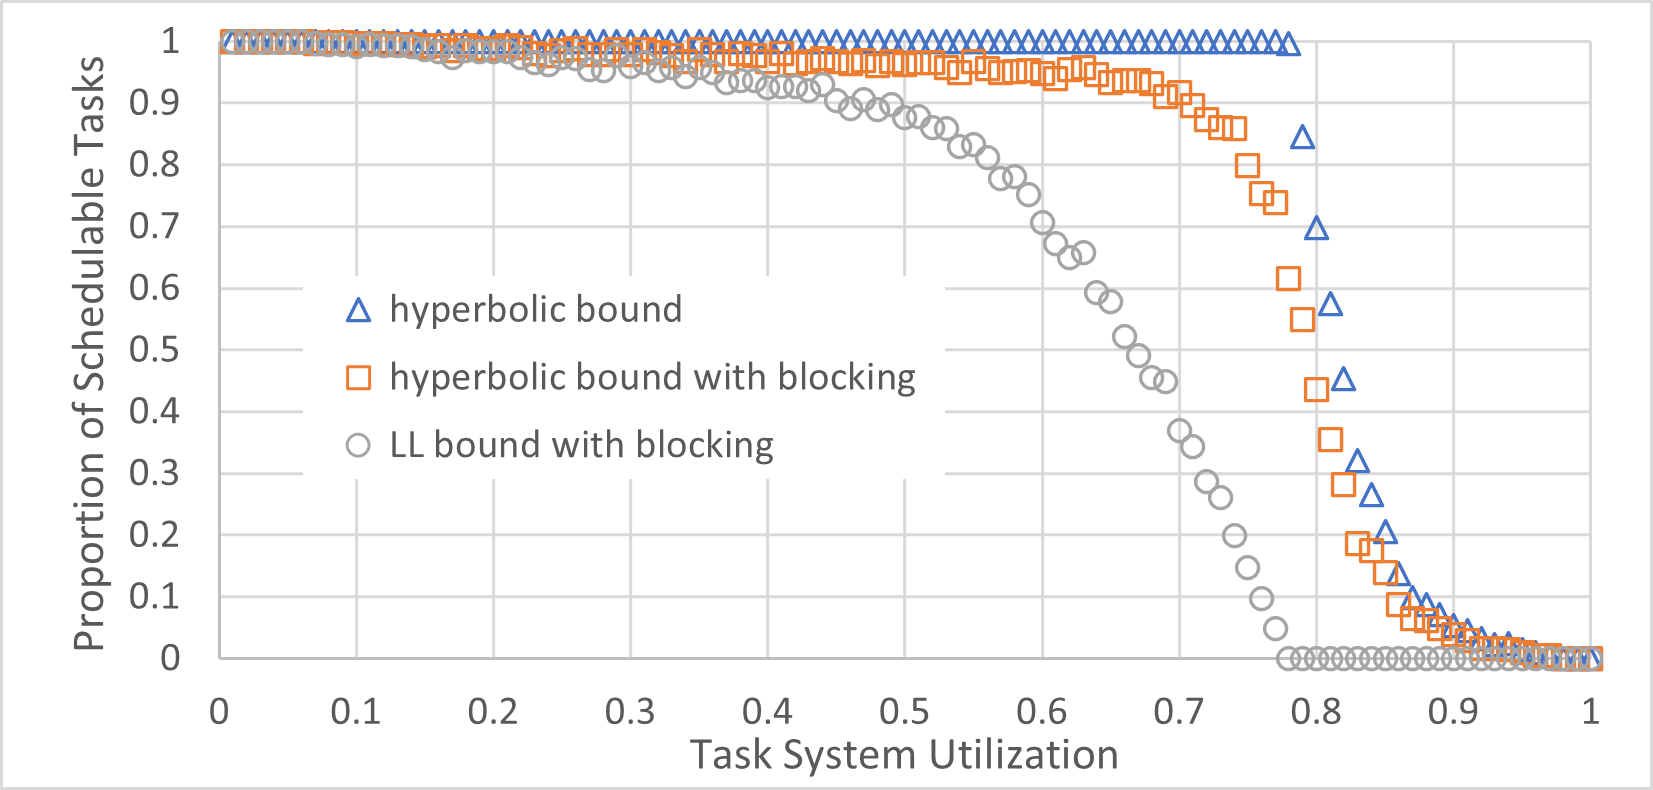 Proportion of Schedulable Tasks
1
0.9
0.8
0.7
0.6
0.5
0.4
0.3
0.2
0.1
0
hyperbolic bound
hyperbolic bound with blocking
LL bound with blocking
0 0.1 0.2 0.3 0.4 0.5 0.6 0.7 0.8 0.9 1
Task System Utilization